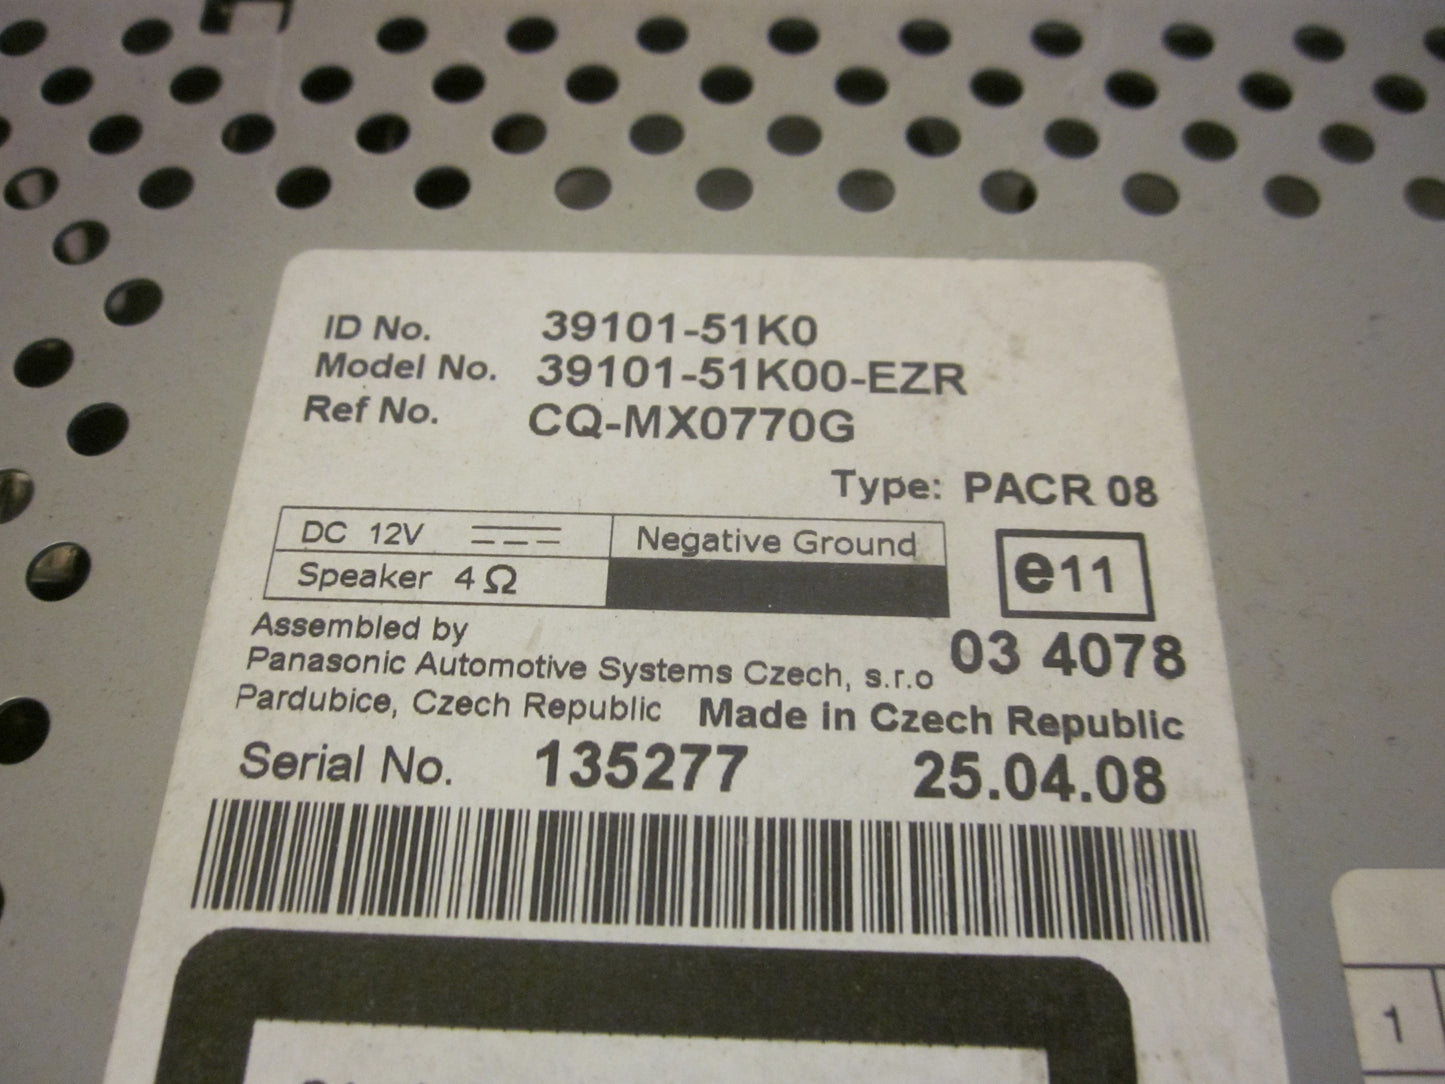 ID No. 39101-51K0
Model No. 39101-51K00-EZR
Ref No. CQ-MX0770G
Type: PACR 08
DC 12V Negative Ground
Speaker 4Ω
e11
Assembled by
03 4078
Panasonic Automotive Systems Czech, s.r.o
Pardubice, Czech Republic Made in Czech Republic
Serial No. 135277 25.04.08
1